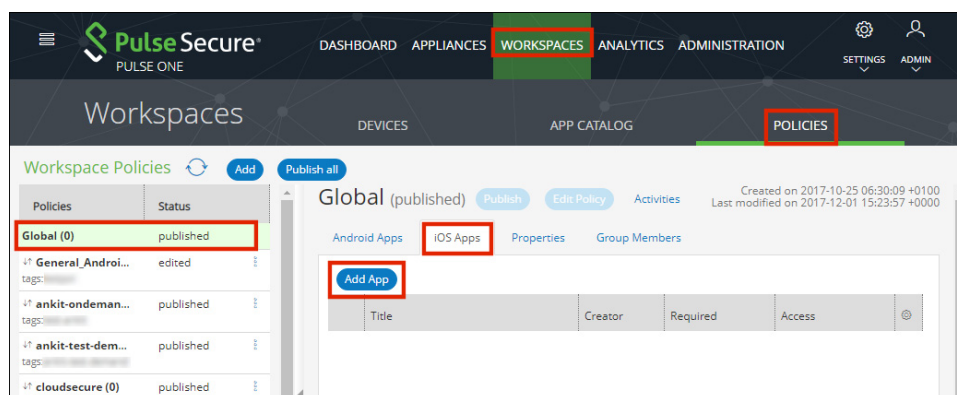 Pulse Secure®
PULSE ONE
DASHBOARD APPLIANCES WORKSPACES ANALYTICS ADMINISTRATION
SETTINGS ADMIN
Workspaces
DEVICES APP CATALOG POLICIES
Workspace Policies Add Publish all
Policies Status
Global (0) published
General_Androi... edited
tags:
ankit-ondeman... published
tags:
ankit-test-dem... published
tags:
cloudsecure (0) published
Global (published) Publish Edit Policy Activities
Created on 2017-10-25 06:30:09 +0100
Last modified on 2017-12-01 15:23:57 +0000
Android Apps iOS Apps Properties Group Members
Add App
Title Creator Required Access